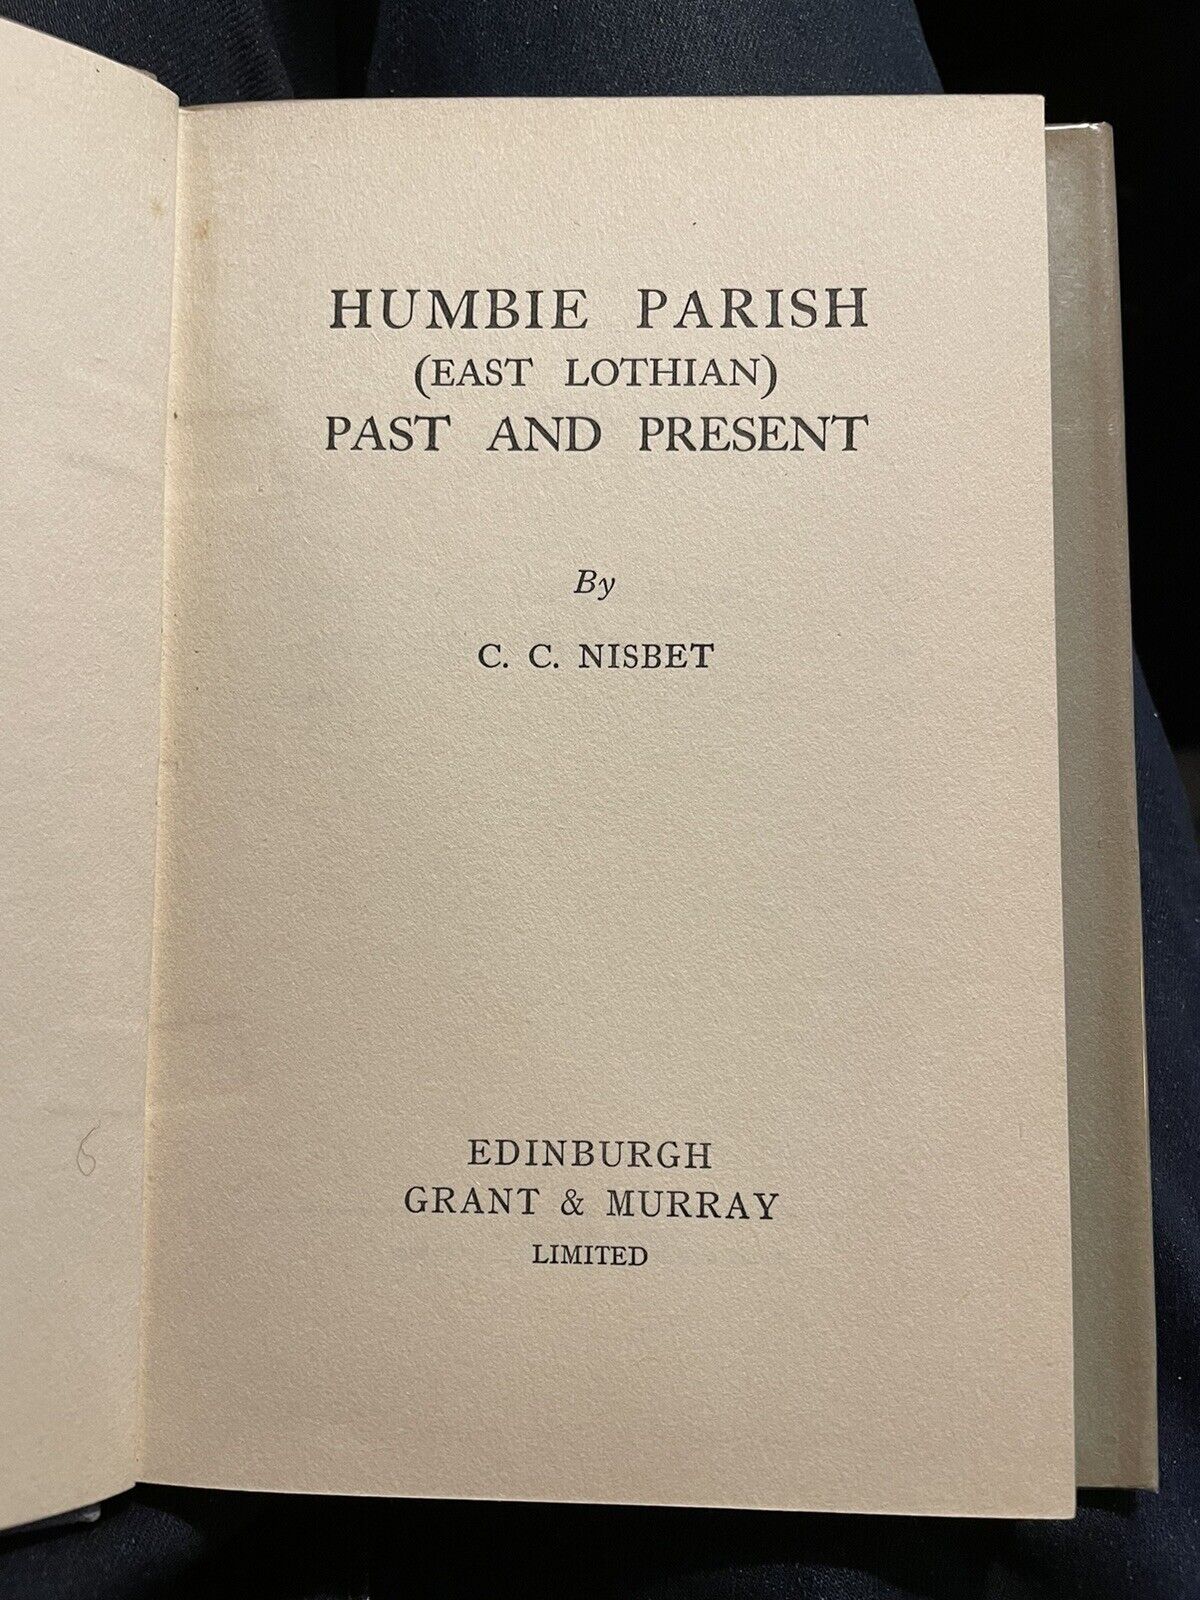 HUMBIE PARISH
(EAST LOTHIAN)
PAST AND PRESENT
By
C. C. NISBET
EDINBURGH
GRANT & MURRAY
LIMITED